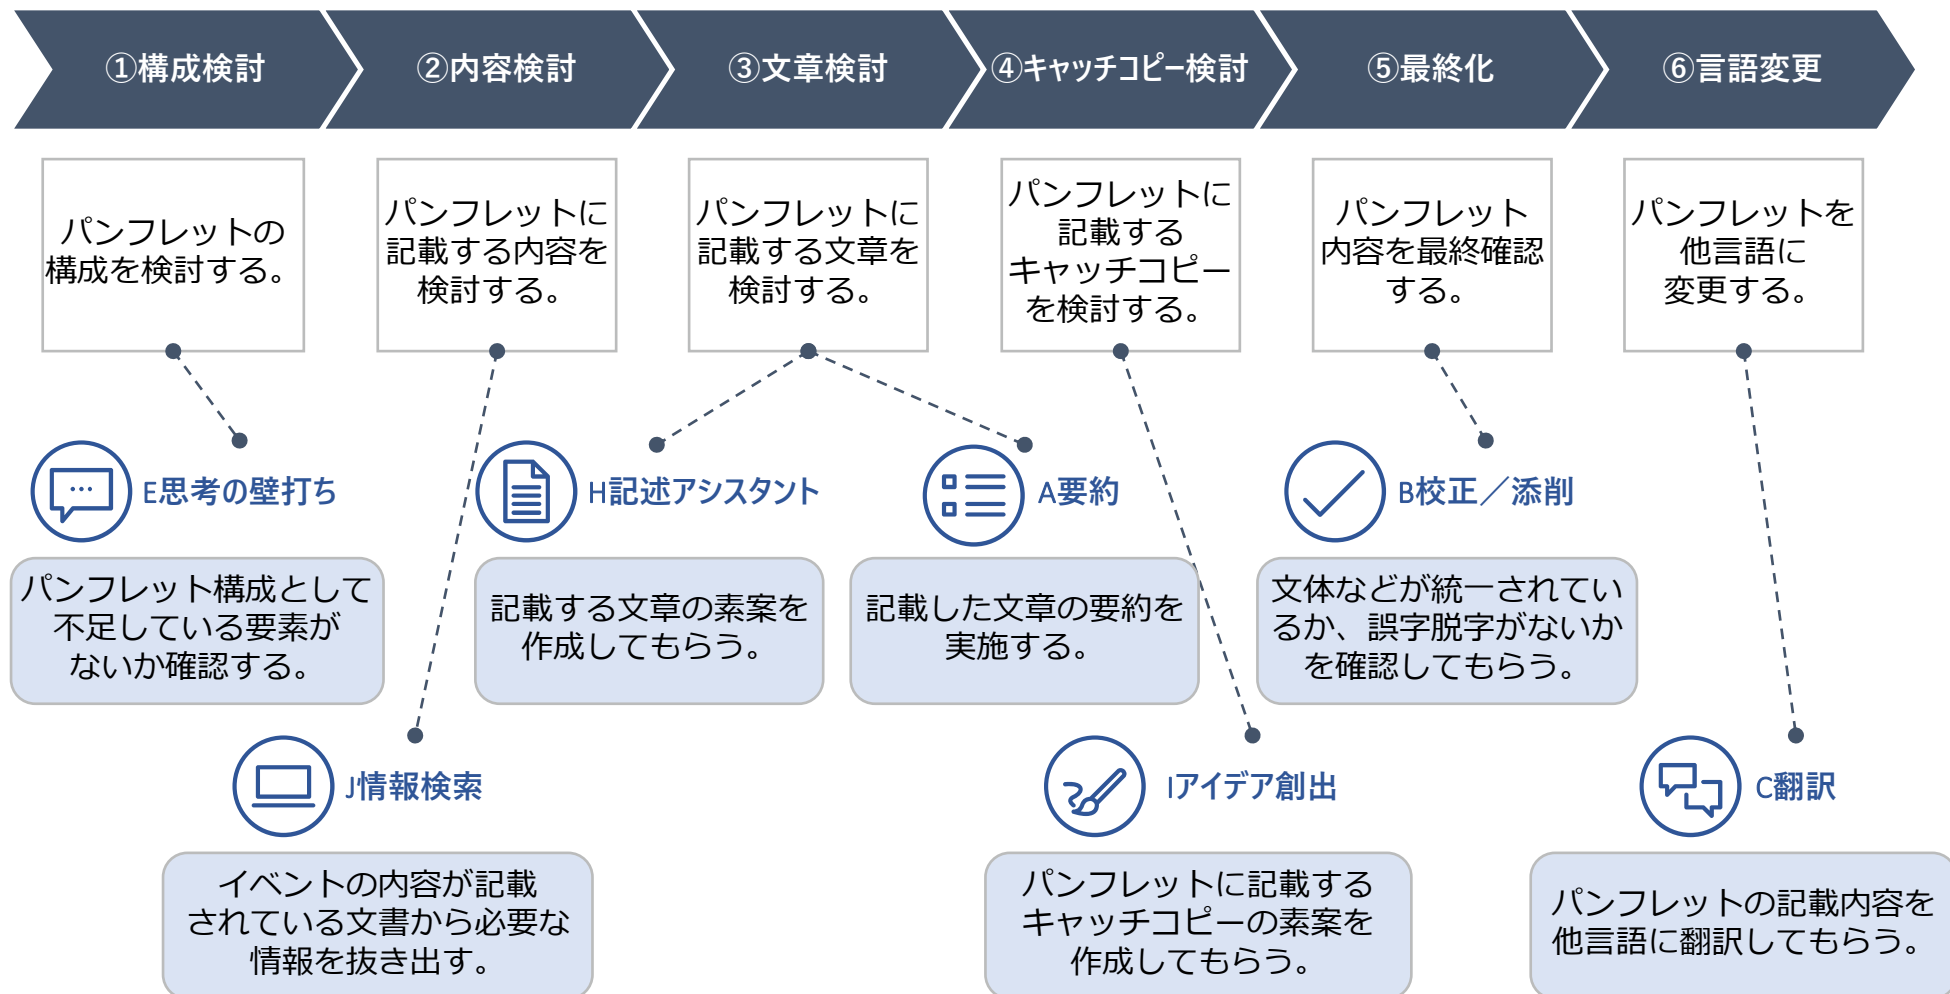 ①構成検討
②内容検討
③文章検討
④キャッチコピー検討
⑤最終化
⑥言語変更
パンフレットの
構成を検討する。
パンフレットに
記載する内容を
検討する。
パンフレットに
記載する文章を
検討する。
パンフレットに
記載する
キャッチコピー
を検討する。
パンフレット
内容を最終確認
する。
パンフレットを
他言語に
変更する。
E思考の壁打ち
パンフレット構成として
不足している要素が
ないか確認する。
H記述アシスタント
記載する文章の素案を
作成してもらう。
A要約
記載した文章の要約を
実施する。
B校正／添削
文体などが統一されてい
るか、誤字脱字がないか
を確認してもらう。
J情報検索
イベントの内容が記載
されている文書から必要な
情報を抜き出す。
Iアイデア創出
パンフレットに記載する
キャッチコピーの素案を
作成してもらう。
C翻訳
パンフレットの記載内容を
他言語に翻訳してもらう。